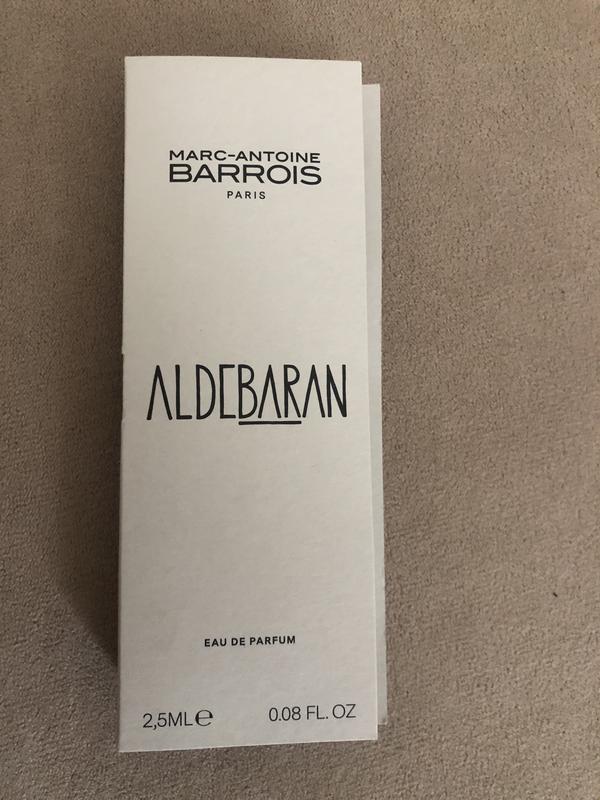 MARC-ANTOINE
BARROIS
PARIS
ALDEBARAN
EAU DE PARFUM
2,5ML℮ 0.08 FL. OZ